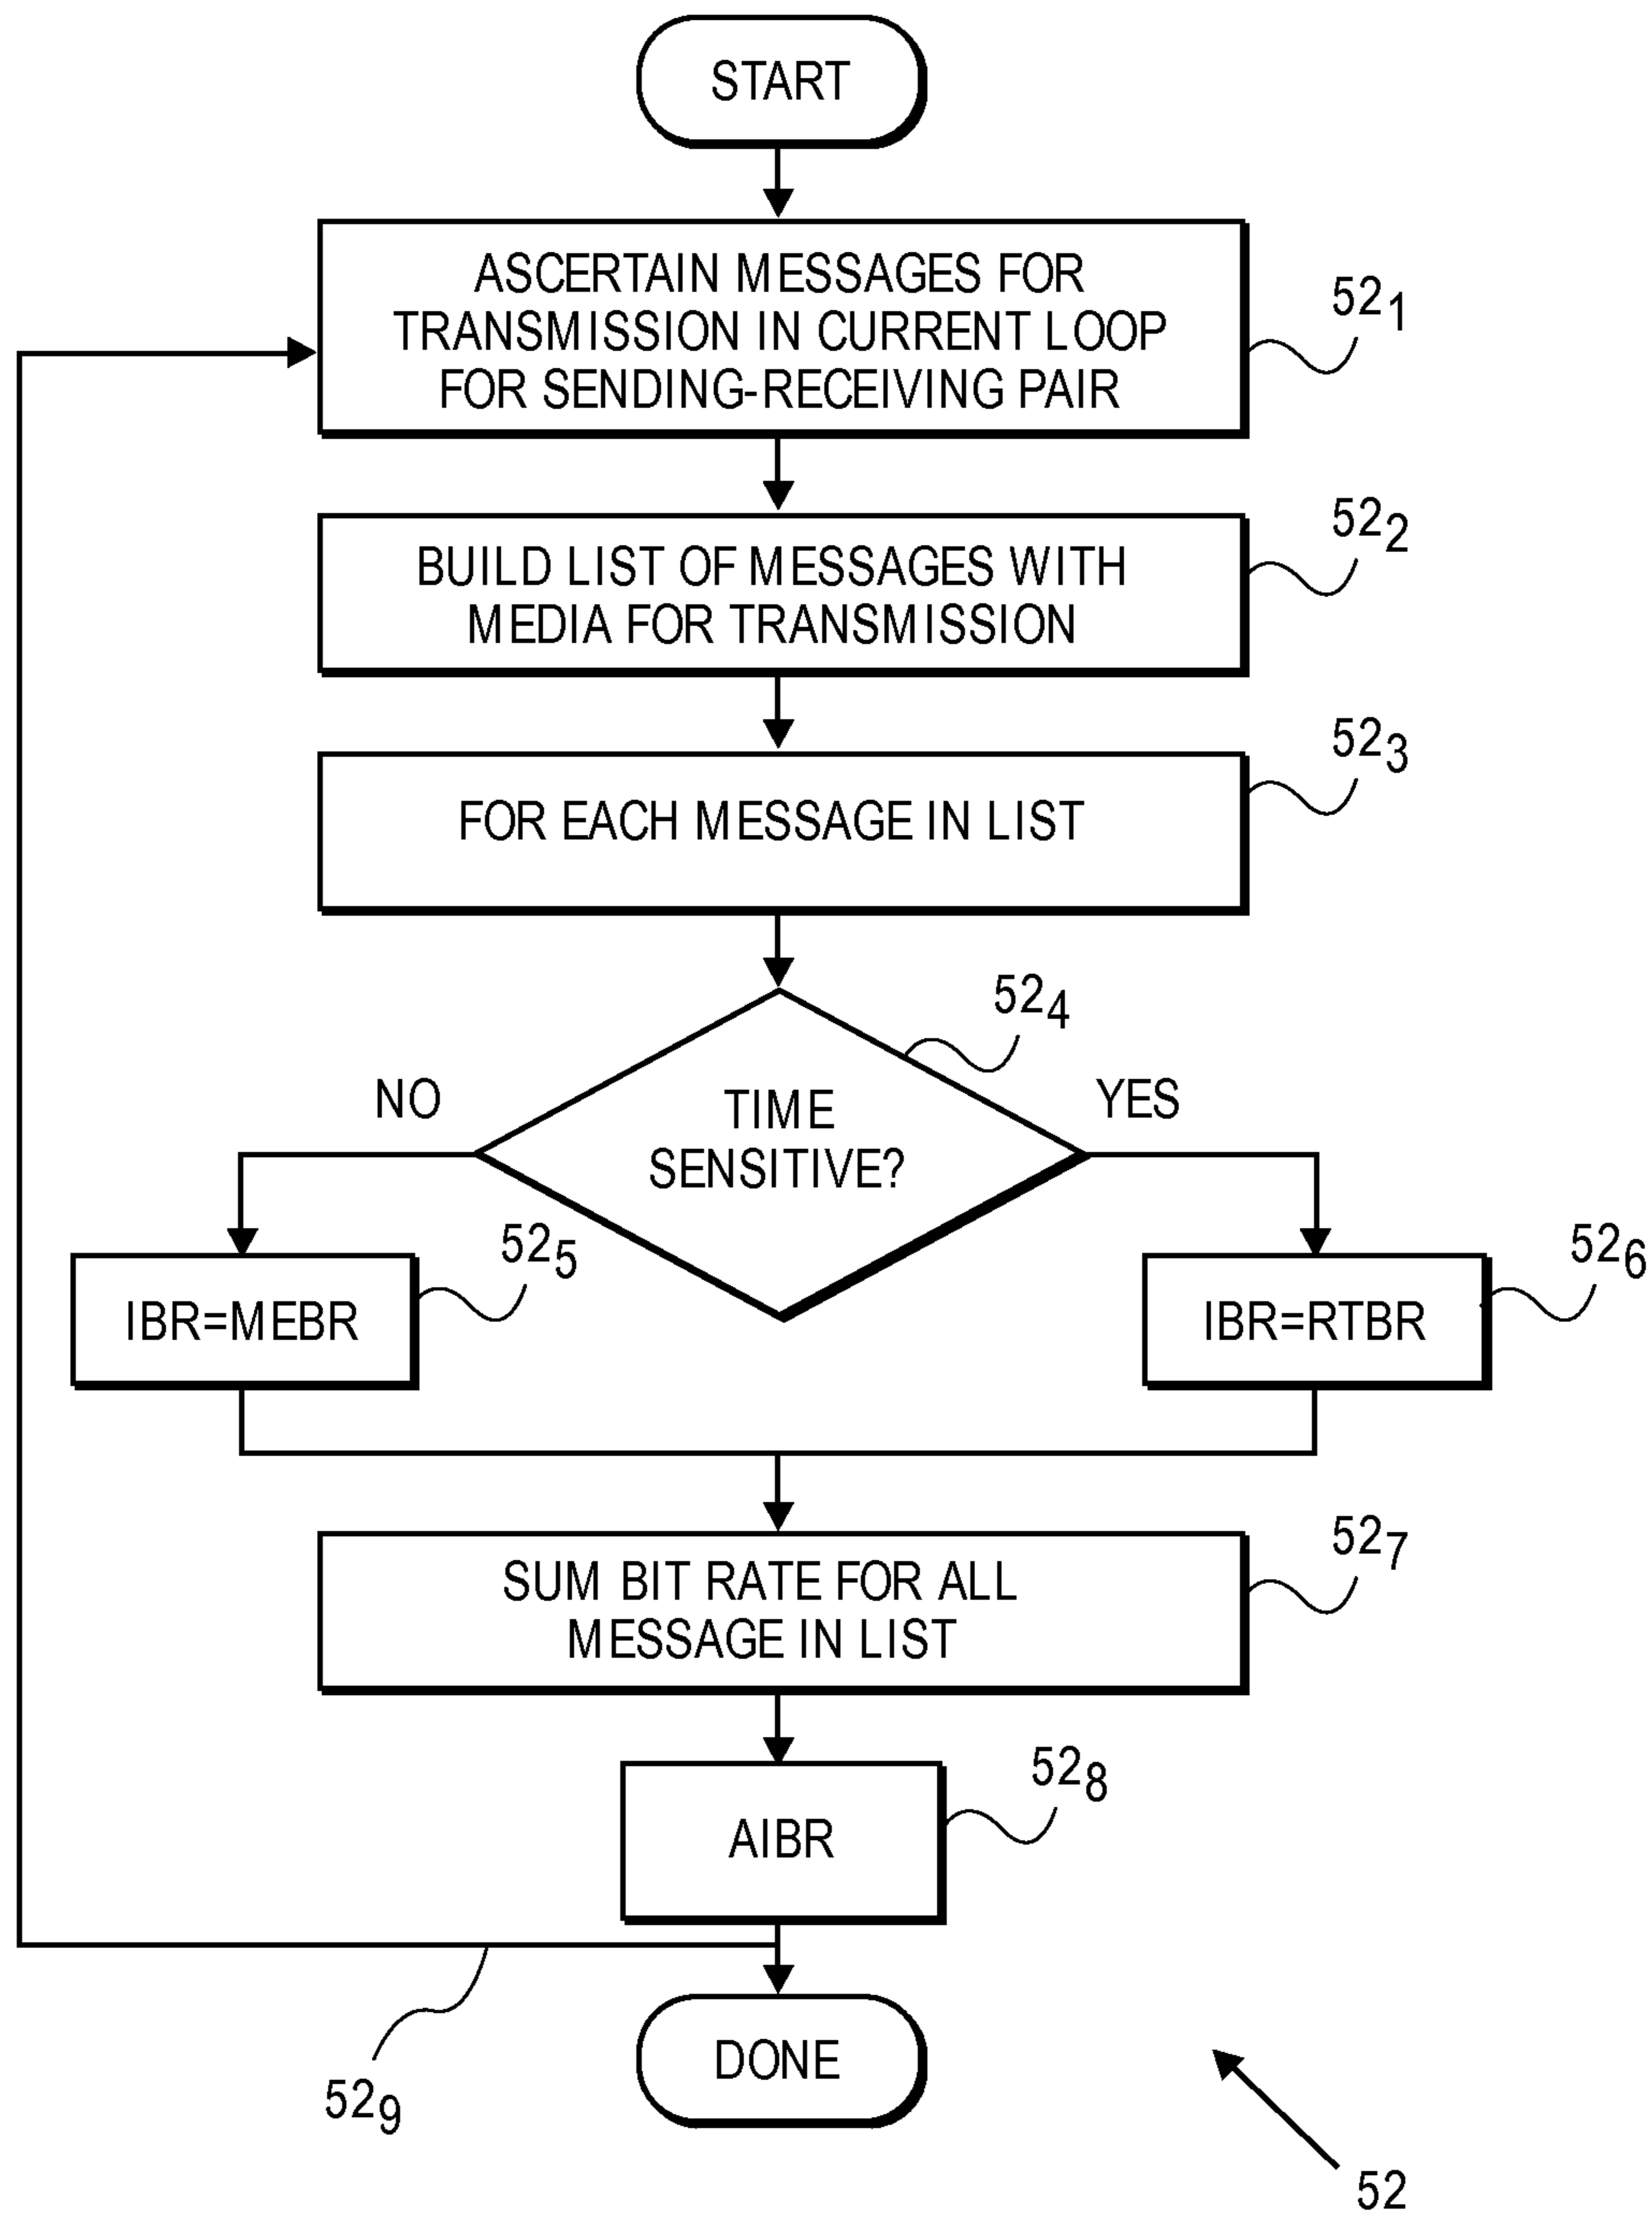 START
ASCERTAIN MESSAGES FOR
TRANSMISSION IN CURRENT LOOP
FOR SENDING-RECEIVING PAIR
521
BUILD LIST OF MESSAGES WITH
MEDIA FOR TRANSMISSION
522
FOR EACH MESSAGE IN LIST
523
524
NO
TIME
SENSITIVE?
YES
IBR=MEBR
525
IBR=RTBR
526
SUM BIT RATE FOR ALL
MESSAGE IN LIST
527
AIBR
528
DONE
529
52